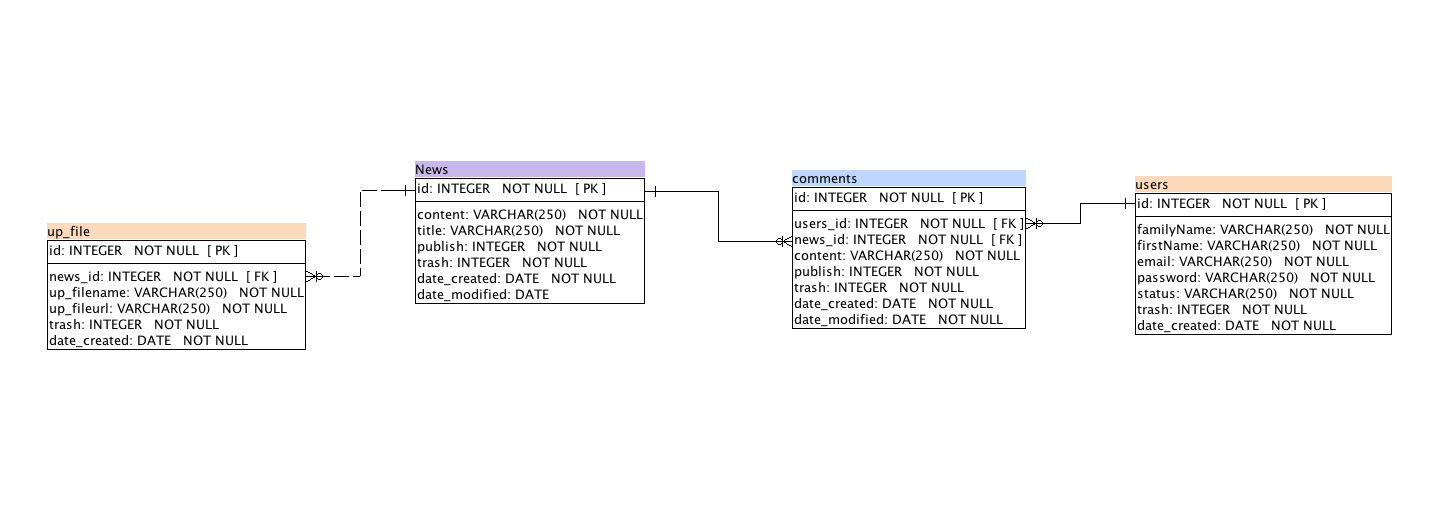 up_file
id: INTEGER NOT NULL [ PK ]
news_id: INTEGER NOT NULL [ FK ]
up_filename: VARCHAR(250) NOT NULL
up_fileurl: VARCHAR(250) NOT NULL
trash: INTEGER NOT NULL
date_created: DATE NOT NULL
News
id: INTEGER NOT NULL [ PK ]
content: VARCHAR(250) NOT NULL
title: VARCHAR(250) NOT NULL
publish: INTEGER NOT NULL
trash: INTEGER NOT NULL
date_created: DATE NOT NULL
date_modified: DATE
comments
id: INTEGER NOT NULL [ PK ]
users_id: INTEGER NOT NULL [ FK ]
news_id: INTEGER NOT NULL [ FK ]
content: VARCHAR(250) NOT NULL
publish: INTEGER NOT NULL
trash: INTEGER NOT NULL
date_created: DATE NOT NULL
date_modified: DATE NOT NULL
users
id: INTEGER NOT NULL [ PK ]
familyName: VARCHAR(250) NOT NULL
firstName: VARCHAR(250) NOT NULL
email: VARCHAR(250) NOT NULL
password: VARCHAR(250) NOT NULL
status: VARCHAR(250) NOT NULL
trash: INTEGER NOT NULL
date_created: DATE NOT NULL